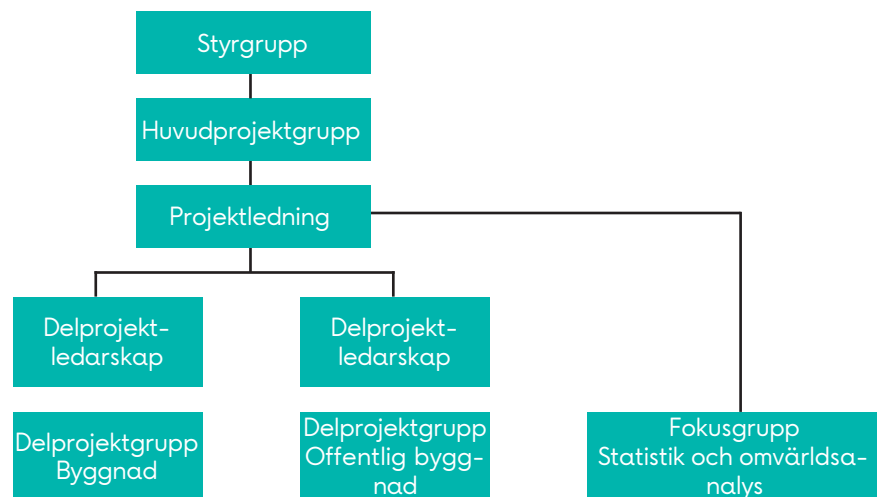 Styrgrupp
Huvudprojektgrupp
Projektledning
Delprojekt-
ledarskap
Delprojekt-
ledarskap
Delprojektgrupp
Byggnad
Delprojektgrupp
Offentlig bygg-
nad
Fokusgrupp
Statistik och omvärldsa-
nalys